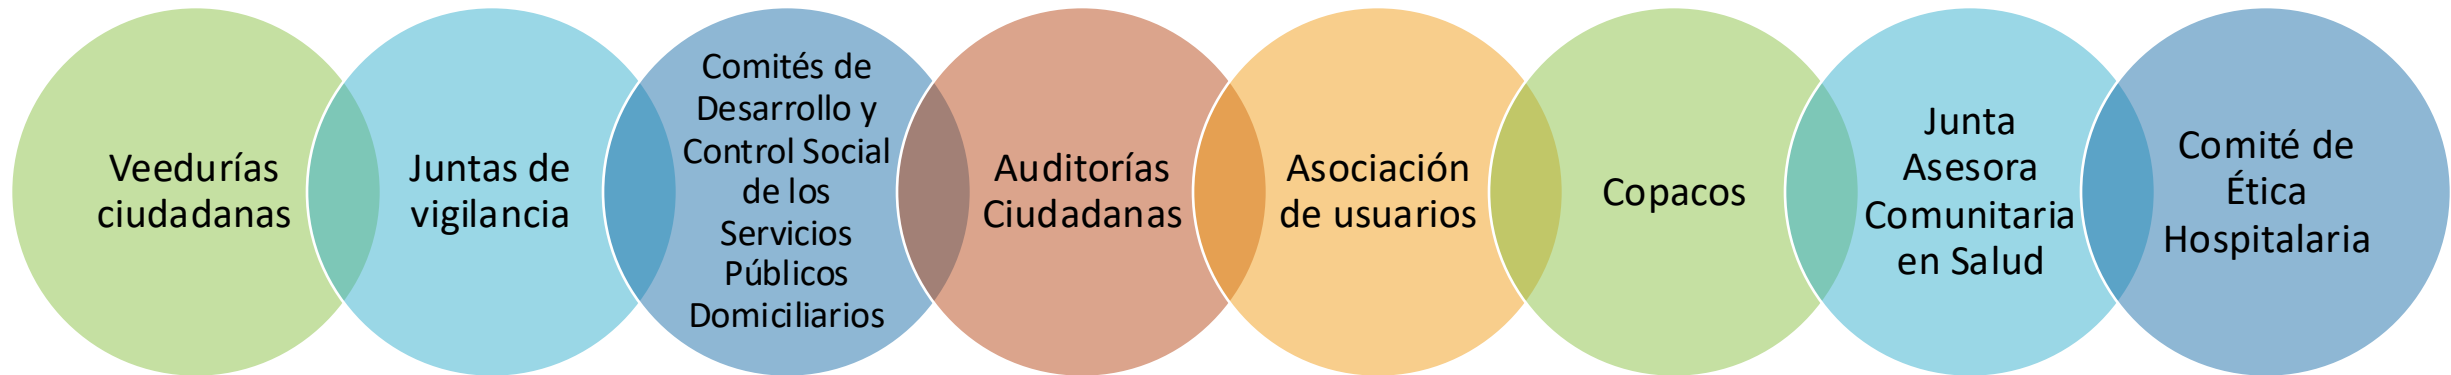 Veedurías
ciudadanas
Juntas de
vigilancia
Comités de
Desarrollo y
Control Social
de los
Servicios
Públicos
Domiciliarios
Auditorías
Ciudadanas
Asociación
de usuarios
Copacos
Junta
Asesora
Comunitaria
en Salud
Comité de
Ética
Hospitalaria